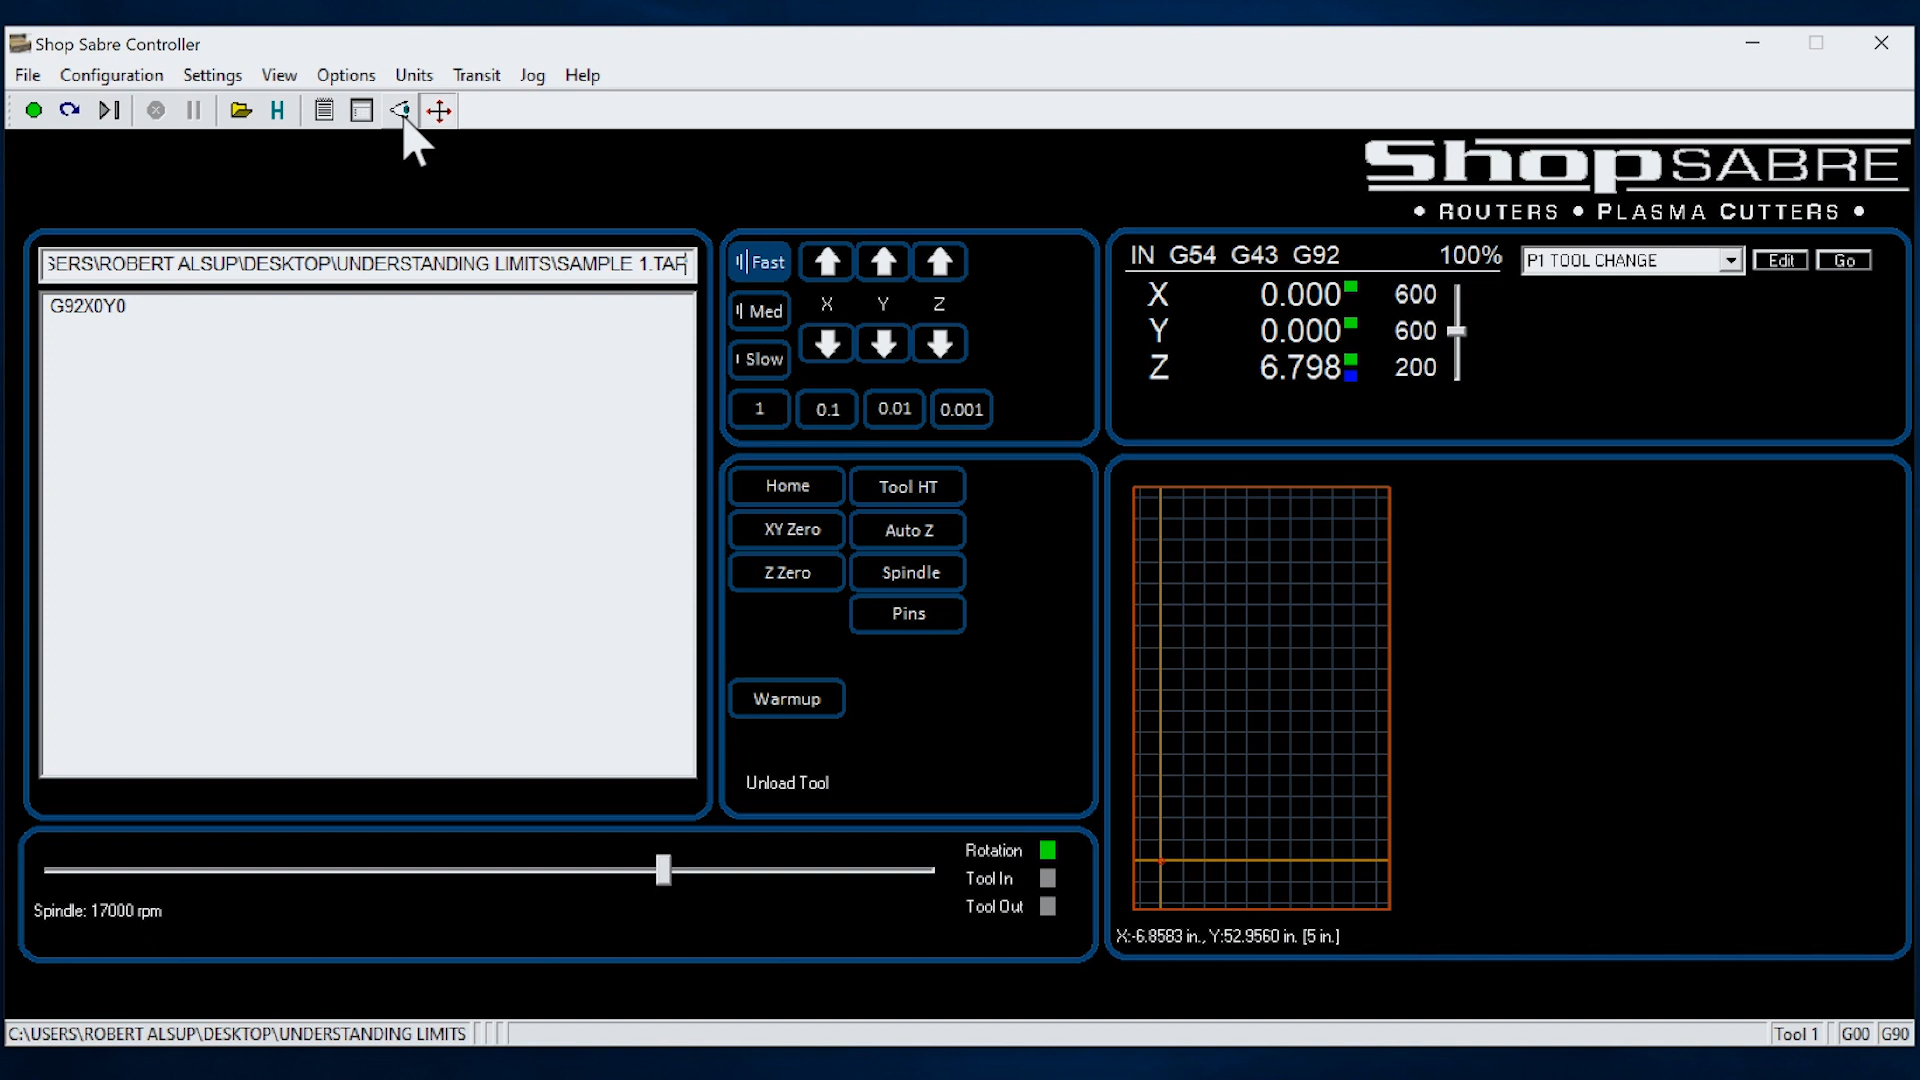 Shop Sabre Controller
File Configuration Settings View Options Units Transit Jog Help
H
Shop SABRE
• ROUTERS • PLASMA CUTTERS •
SERS\ROBERT ALSUP\DESKTOP\UNDERSTANDING LIMITS\SAMPLE 1.TAP
G92X0Y0
Fast
Med
Slow
X Y Z
1 0.1 0.01 0.001
IN G54 G43 G92 100%
X 0.000 600
Y 0.000 600
Z 6.798 200
P1 TOOL CHANGE Edit Go
Home Tool HT
XY Zero Auto Z
Z Zero Spindle
Pins
Warmup
Unload Tool
Rotation
Tool In
Tool Out
Spindle: 17000 rpm
X:-6.8583 in., Y:52.9560 in. [5 in.]
C:\USERS\ROBERT ALSUP\DESKTOP\UNDERSTANDING LIMITS
Tool 1 G00 G90